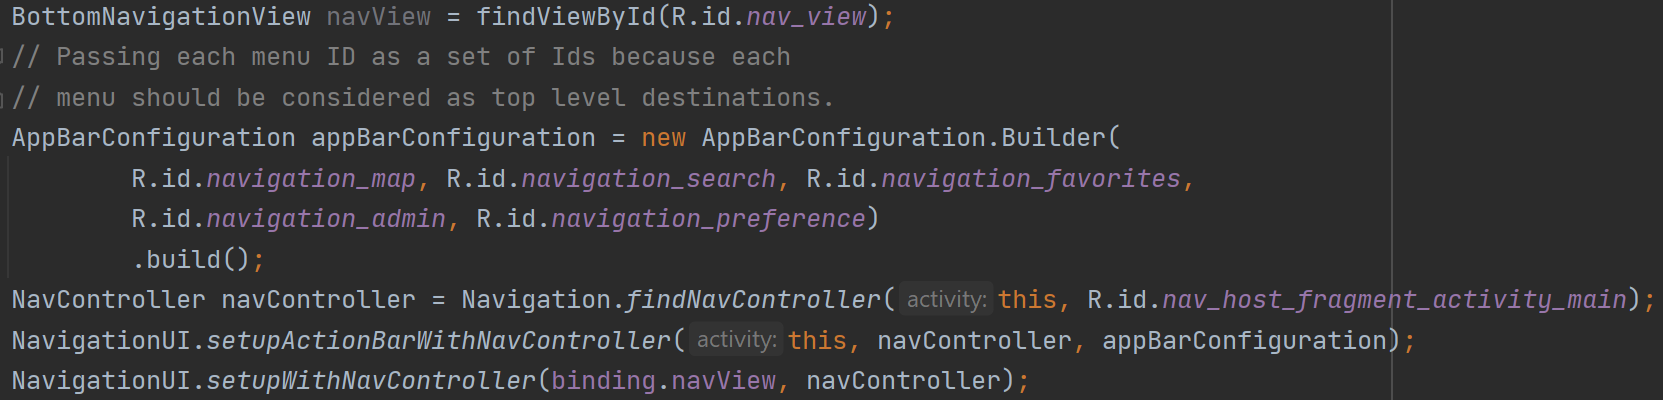 BottomNavigationView navView = findViewById(R.id.nav_view);
// Passing each menu ID as a set of Ids because each
// menu should be considered as top level destinations.
AppBarConfiguration appBarConfiguration = new AppBarConfiguration.Builder(
R.id.navigation_map, R.id.navigation_search, R.id.navigation_favorites,
R.id.navigation_admin, R.id.navigation_preference)
.build();
NavController navController = Navigation.findNavController( activity: this, R.id.nav_host_fragment_activity_main);
NavigationUI.setupActionBarWithNavController( activity: this, navController, appBarConfiguration);
NavigationUI.setupWithNavController(binding.navView, navController);